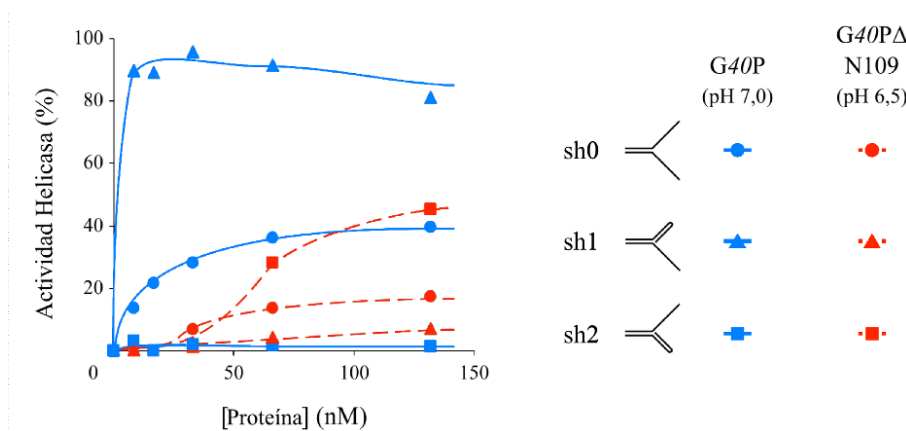 100
80
60
40
20
0
50
100
150
Actividad Helicasa (%)
[Proteína] (nM)
G40P
(pH 7,0)
G40PΔ
N109
(pH 6,5)
sh0
sh1
sh2